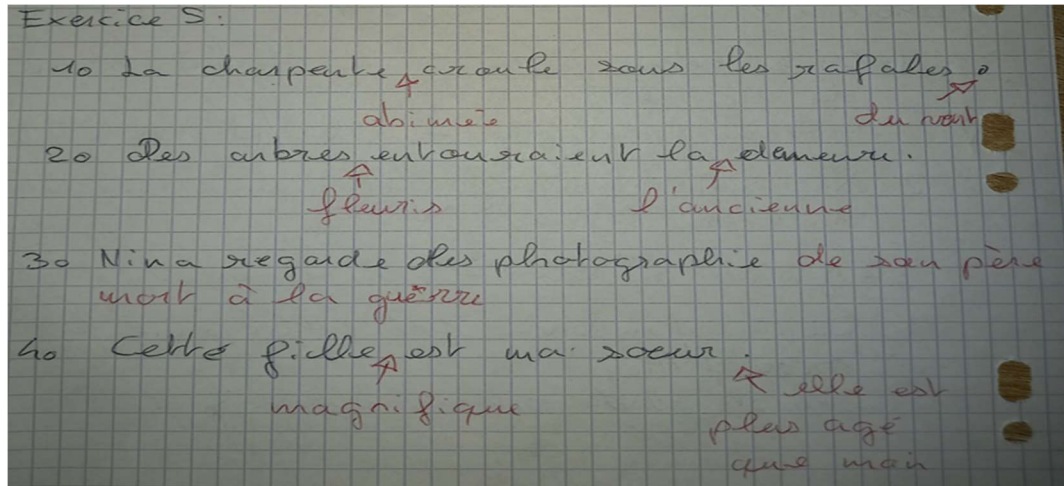 Exercice 5:
1o La charpente croule sous les rafales.
abimée du vent
2o Des arbres entouraient la demeure.
fleuris l'ancienne
3o Nina regarde des photographie de son père
mort à la guèrre
4o Cette fille est ma soeur.
magnifique elle est
plus agé
que moi